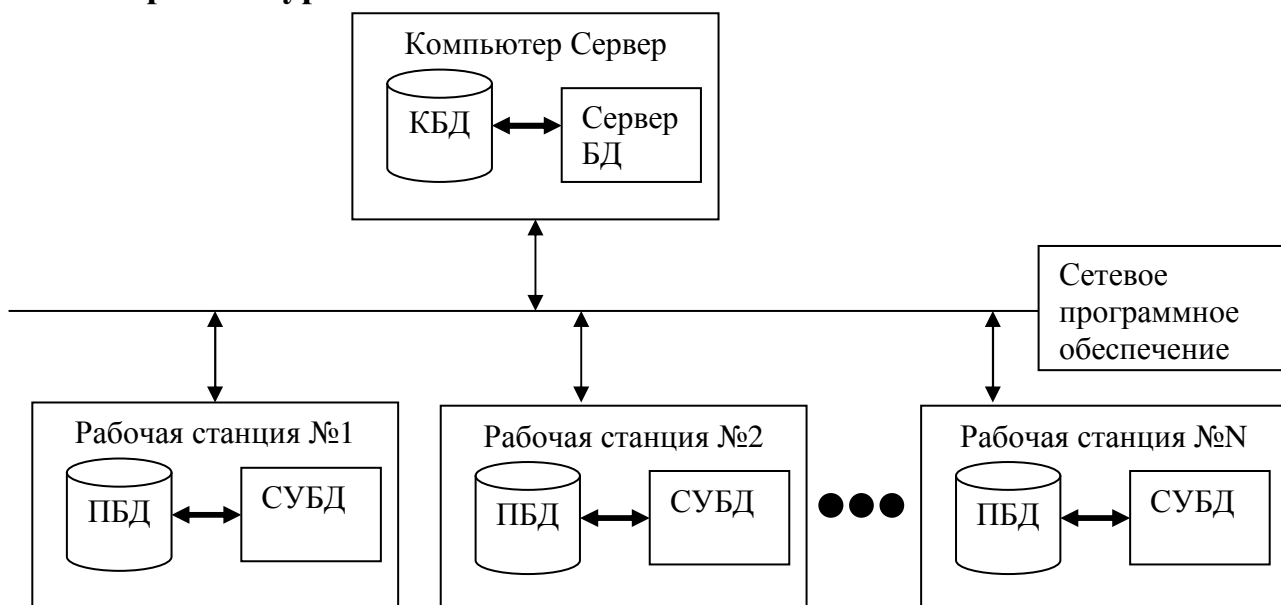 Компьютер Сервер
КБД
Сервер
БД
Сетевое
программное
обеспечение
Рабочая станция №1
ПБД
СУБД
Рабочая станция №2
ПБД
СУБД
Рабочая станция №N
ПБД
СУБД